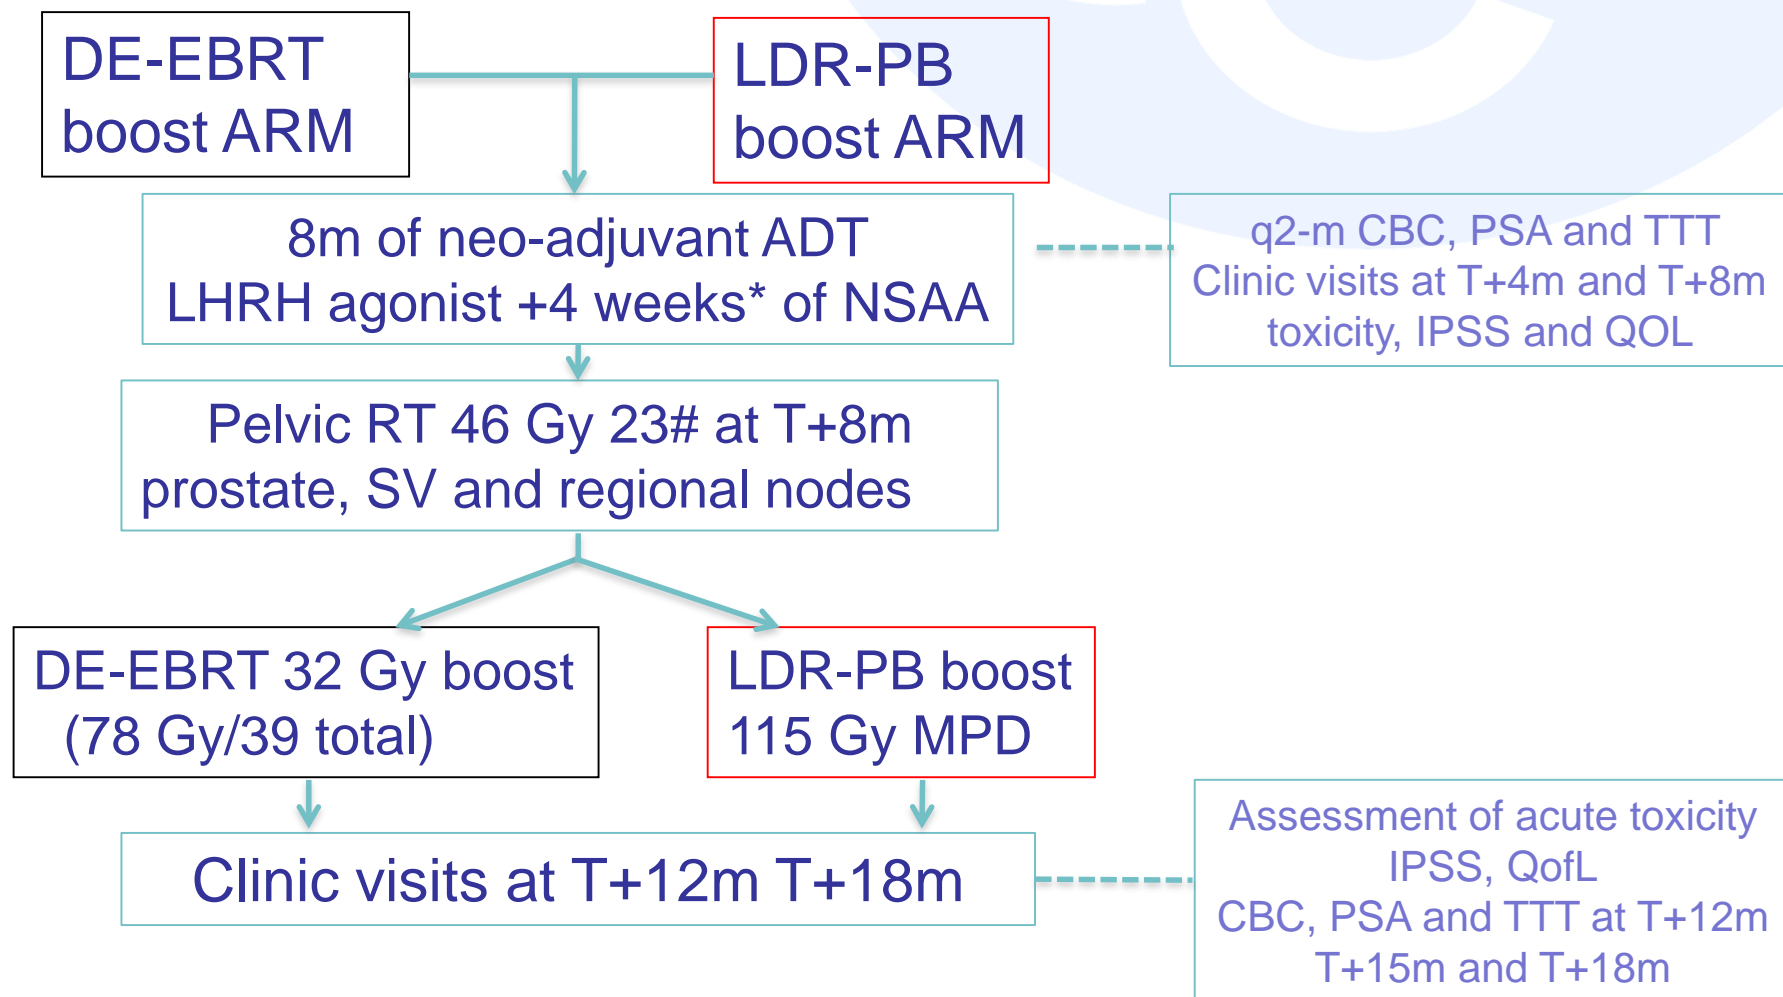 DE-EBRT
boost ARM
LDR-PB
boost ARM
8m of neo-adjuvant ADT
LHRH agonist +4 weeks* of NSAA
q2-m CBC, PSA and TTT
Clinic visits at T+4m and T+8m
toxicity, IPSS and QOL
Pelvic RT 46 Gy 23# at T+8m
prostate, SV and regional nodes
DE-EBRT 32 Gy boost
(78 Gy/39 total)
LDR-PB boost
115 Gy MPD
Clinic visits at T+12m T+18m
Assessment of acute toxicity
IPSS, QofL
CBC, PSA and TTT at T+12m
T+15m and T+18m